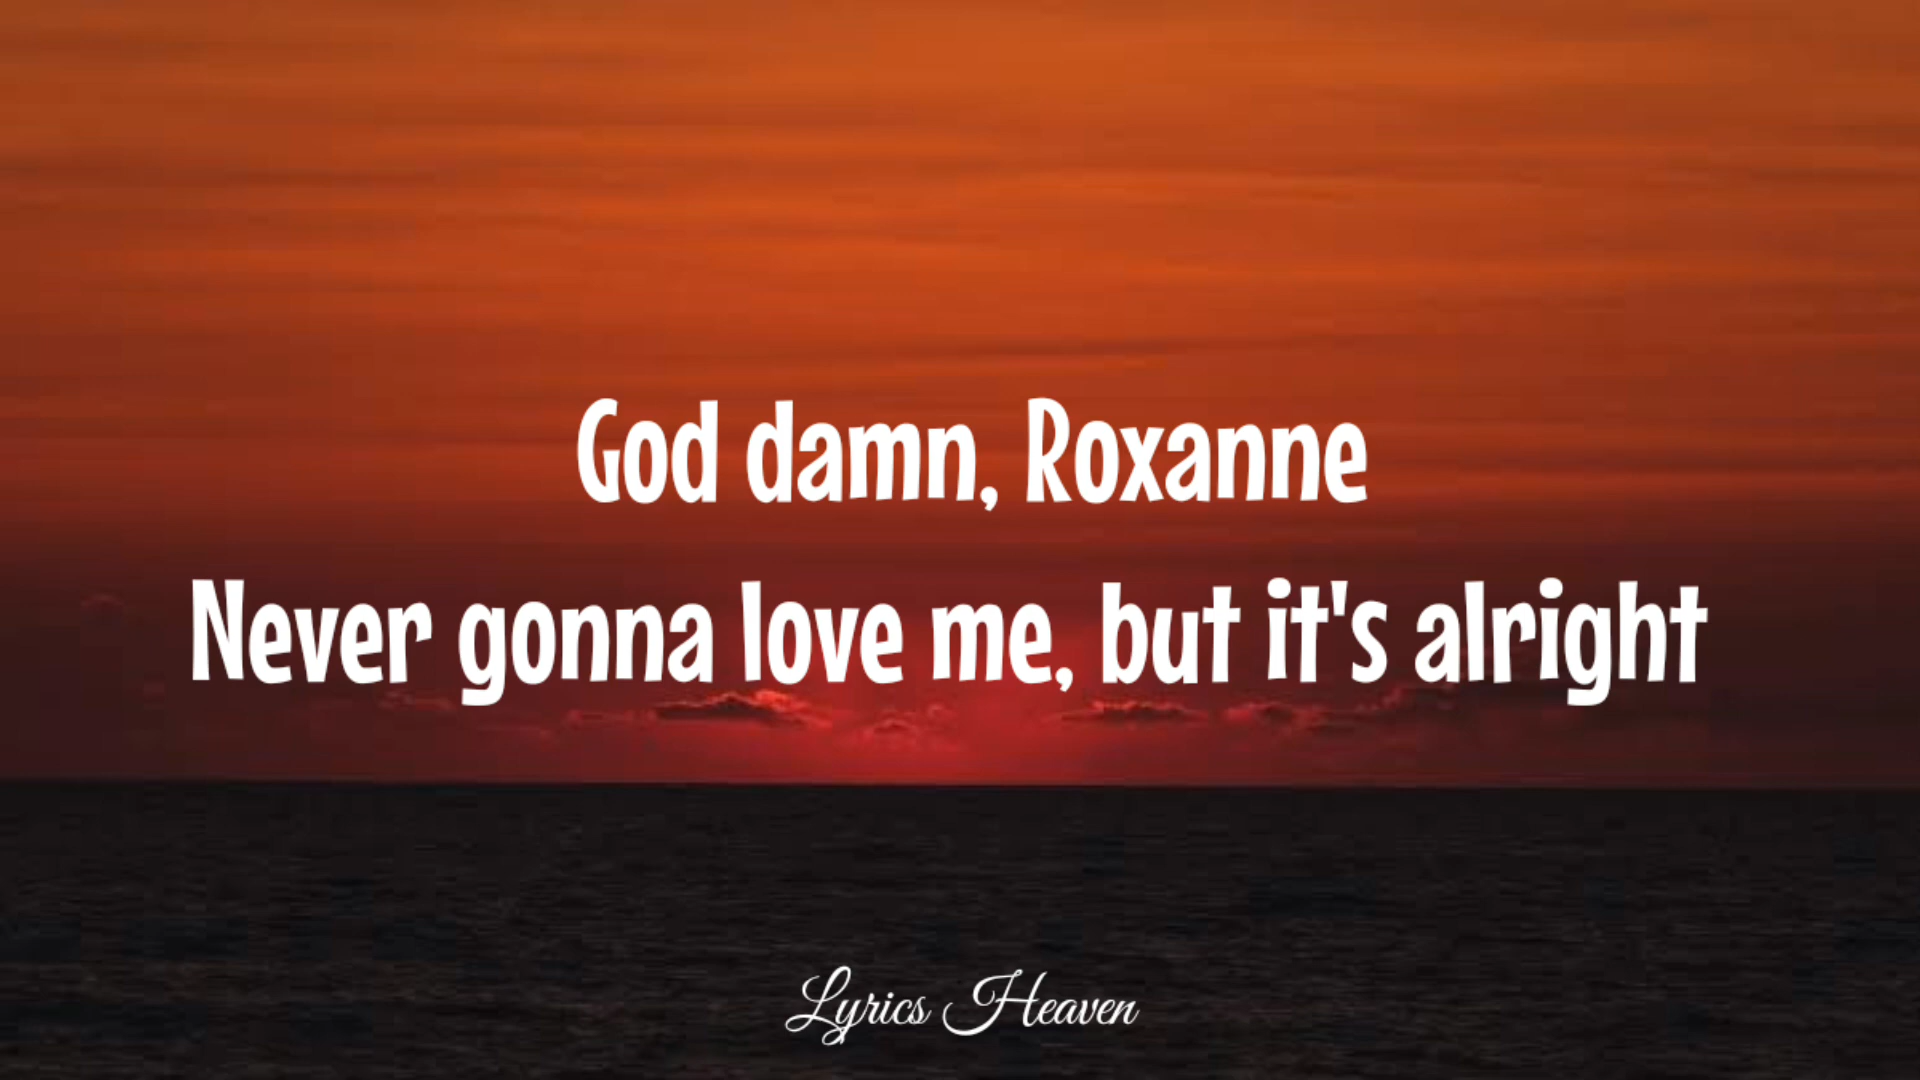 God damn, Roxanne
Never gonna love me, but it's alright
Lyrics Heaven